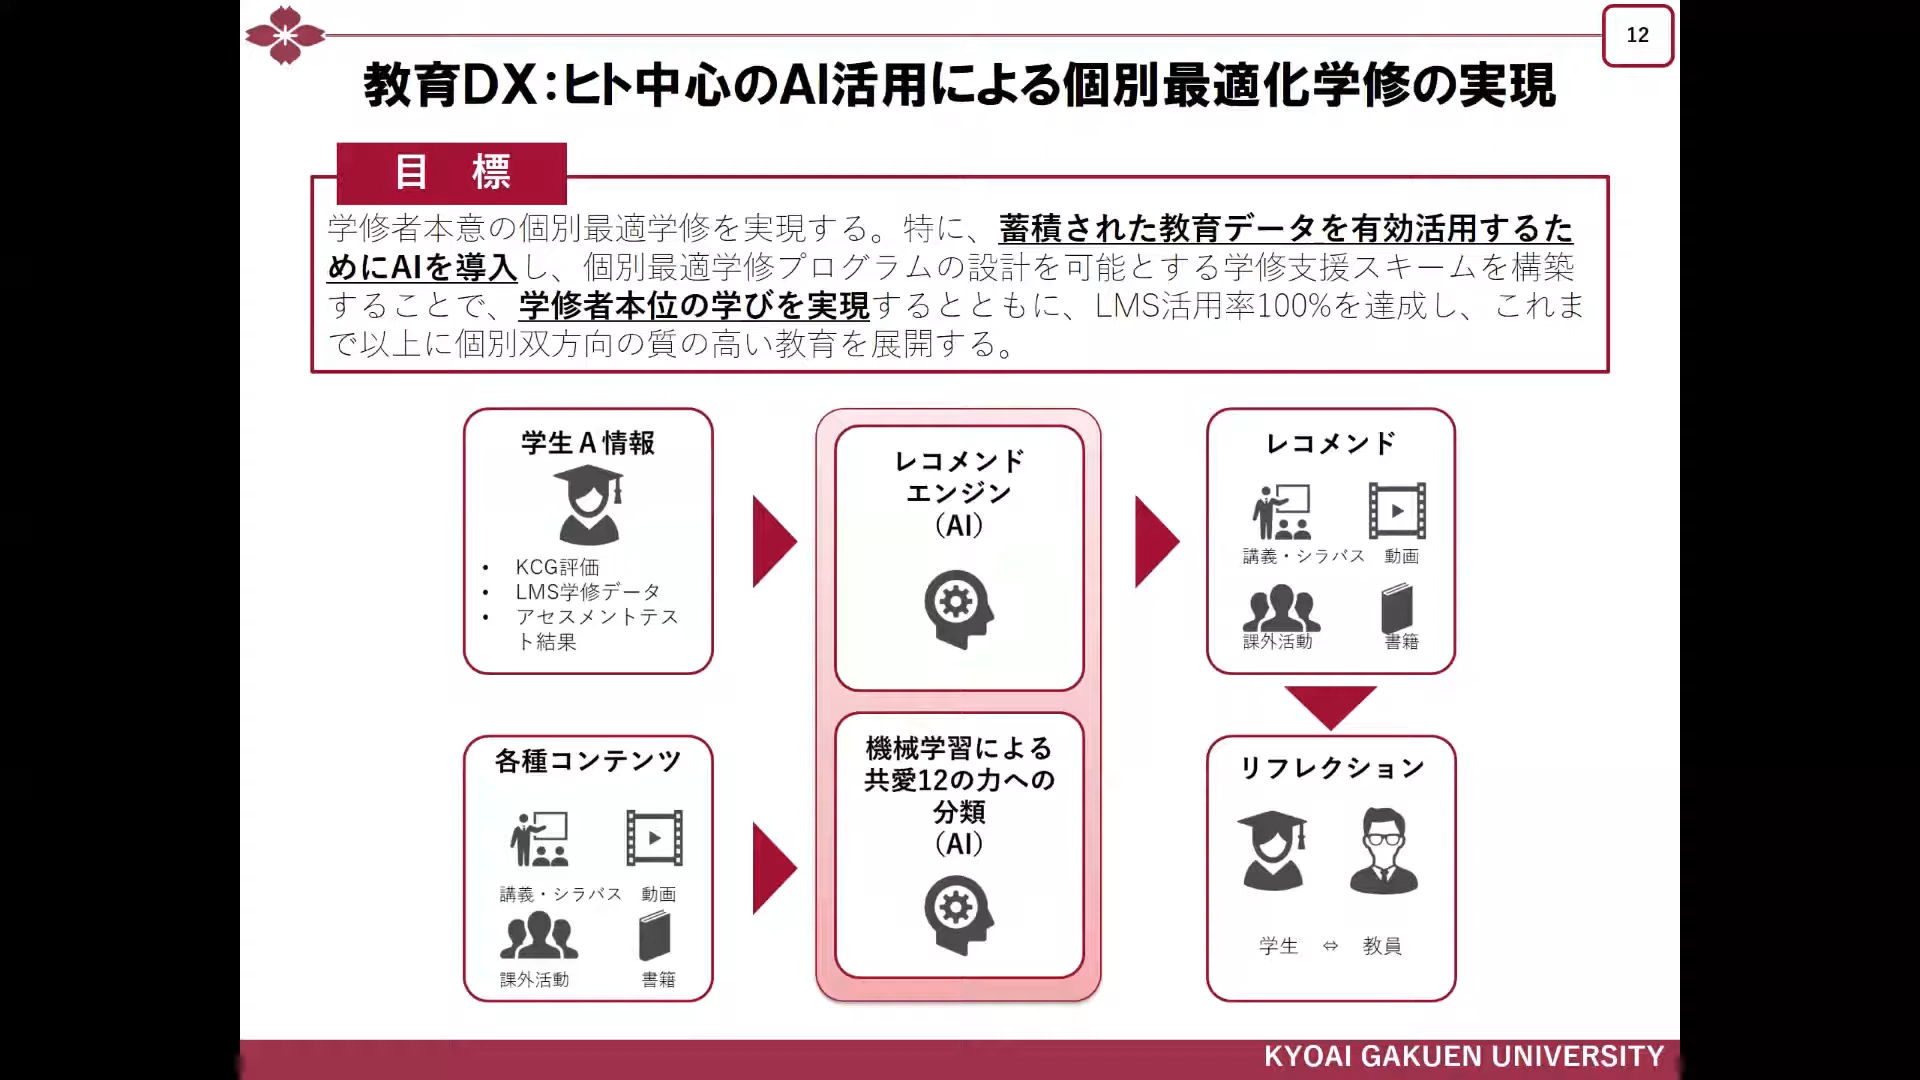 12
教育DX:ヒト中心のAI活用による個別最適化学修の実現
目 標
学修者本意の個別最適学修を実現する。特に、蓄積された教育データを有効活用するた
めにAIを導入し、個別最適学修プログラムの設計を可能とする学修支援スキームを構築
することで、学修者本位の学びを実現するとともに、LMS活用率100%を達成し、これま
で以上に個別双方向の質の高い教育を展開する。
学生A情報
• KCG評価
• LMS学修データ
• アセスメントテス
ト結果
各種コンテンツ
講義・シラバス 動画
課外活動 書籍
レコメンド
エンジン
(AI)
機械学習による
共愛12の力への
分類
(AI)
レコメンド
講義・シラバス 動画
課外活動 書籍
リフレクション
学生 ⇔ 教員
KYOAI GAKUEN UNIVERSITY